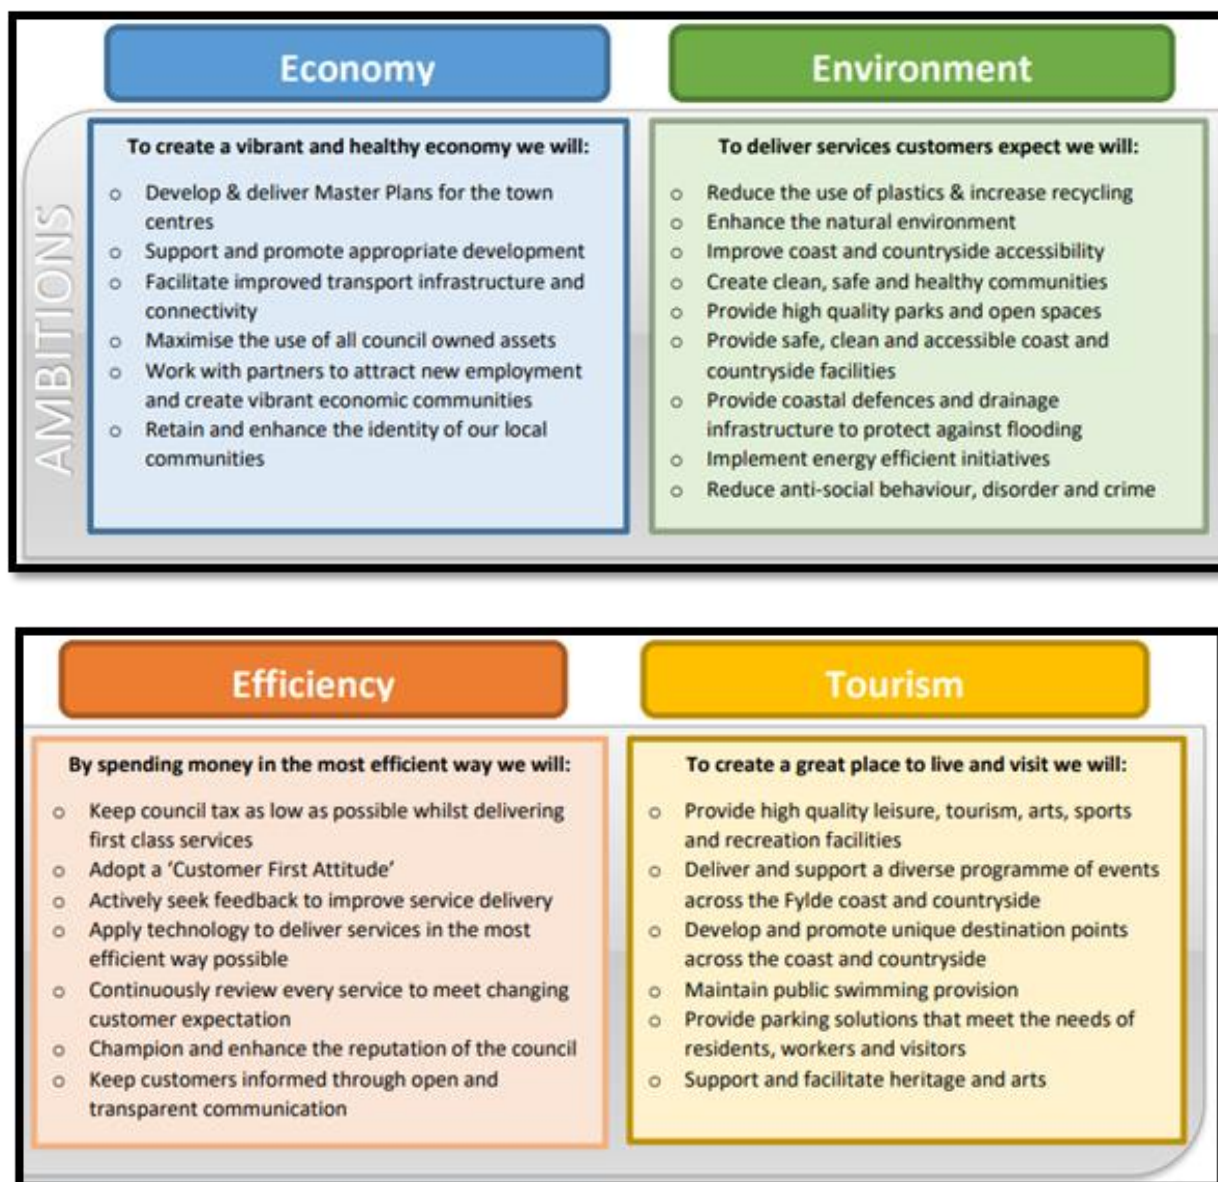 Economy
Environment
AMBITIONS
To create a vibrant and healthy economy we will:
o Develop & deliver Master Plans for the town
centres
o Support and promote appropriate development
o Facilitate improved transport infrastructure and
connectivity
o Maximise the use of all council owned assets
o Work with partners to attract new employment
and create vibrant economic communities
o Retain and enhance the identity of our local
communities
To deliver services customers expect we will:
o Reduce the use of plastics & increase recycling
o Enhance the natural environment
o Improve coast and countryside accessibility
o Create clean, safe and healthy communities
o Provide high quality parks and open spaces
o Provide safe, clean and accessible coast and
countryside facilities
o Provide coastal defences and drainage
infrastructure to protect against flooding
o Implement energy efficient initiatives
o Reduce anti-social behaviour, disorder and crime
Efficiency
Tourism
By spending money in the most efficient way we will:
o Keep council tax as low as possible whilst delivering
first class services
o Adopt a ‘Customer First Attitude’
o Actively seek feedback to improve service delivery
o Apply technology to deliver services in the most
efficient way possible
o Continuously review every service to meet changing
customer expectation
o Champion and enhance the reputation of the council
o Keep customers informed through open and
transparent communication
To create a great place to live and visit we will:
o Provide high quality leisure, tourism, arts, sports
and recreation facilities
o Deliver and support a diverse programme of events
across the Fylde coast and countryside
o Develop and promote unique destination points
across the coast and countryside
o Maintain public swimming provision
o Provide parking solutions that meet the needs of
residents, workers and visitors
o Support and facilitate heritage and arts